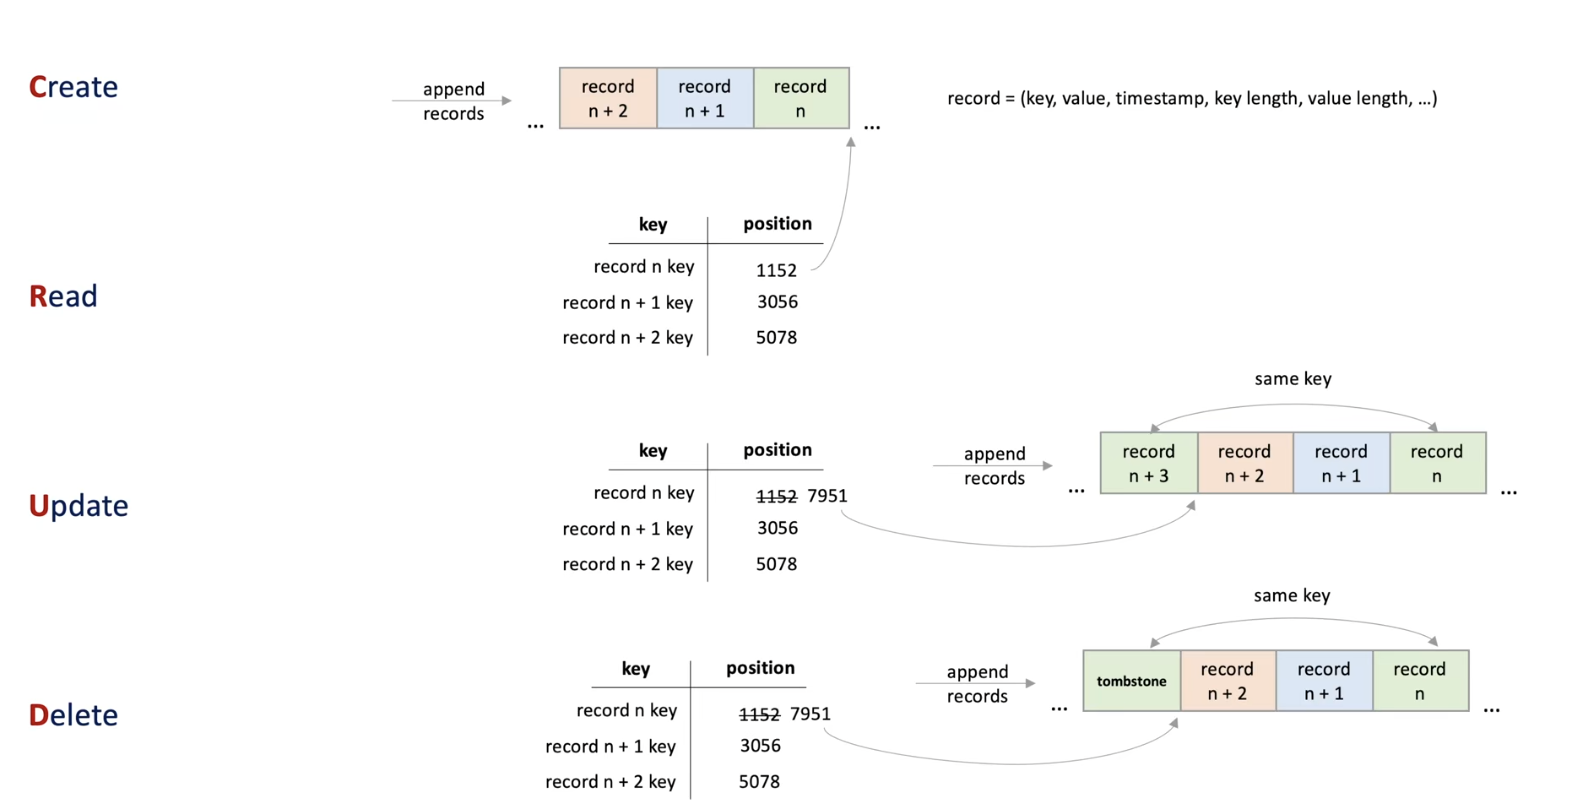 Create
append
records
...
record
n + 2
record
n + 1
record
n
...
record = (key, value, timestamp, key length, value length, ...)
Read
key position
record n key 1152
record n + 1 key 3056
record n + 2 key 5078
Update
key position
record n key 1152 7951
record n + 1 key 3056
record n + 2 key 5078
append
records
same key
...
record
n + 3
record
n + 2
record
n + 1
record
n
...
Delete
key position
record n key 1152 7951
record n + 1 key 3056
record n + 2 key 5078
append
records
same key
...
tombstone
record
n + 2
record
n + 1
record
n
...